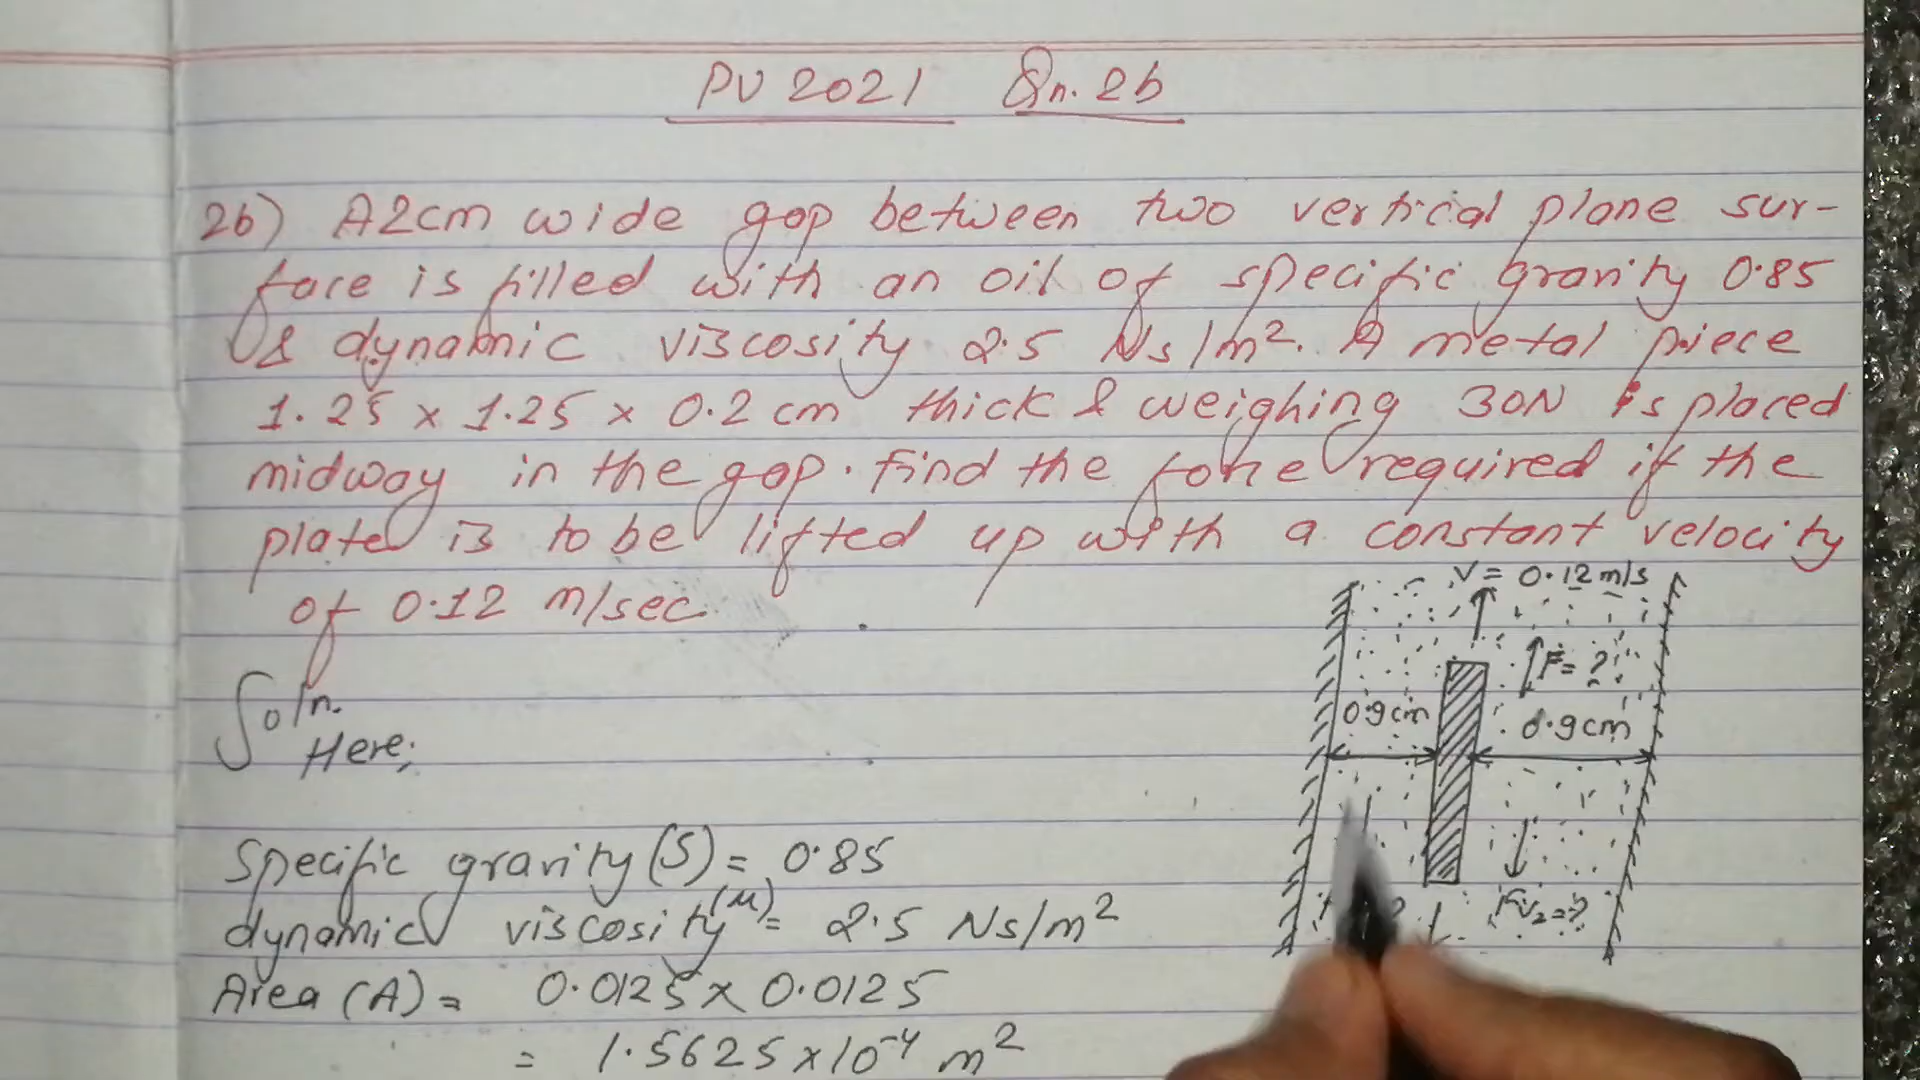 PU 2021 Qn. 2b
2b) A 2cm wide gap between two vertical plane sur-
face is filled with an oil of specific gravity 0.85
& dynamic viscosity 2.5 Ns/m². A metal piece
1.25 x 1.25 x 0.2 cm thick & weighing 30N is placed
midway in the gap. Find the force required if the
plate is to be lifted up with a constant velocity
of 0.12 m/sec
V = 0.12m/s
F = ?
0.9cm
0.9cm
Soln.
Here;
Specific gravity (S) = 0.85
dynamic viscosity (μ) = 2.5 Ns/m²
Fv₂ = ?
Area (A) = 0.0125 x 0.0125
= 1.5625 x 10⁻⁴ m²